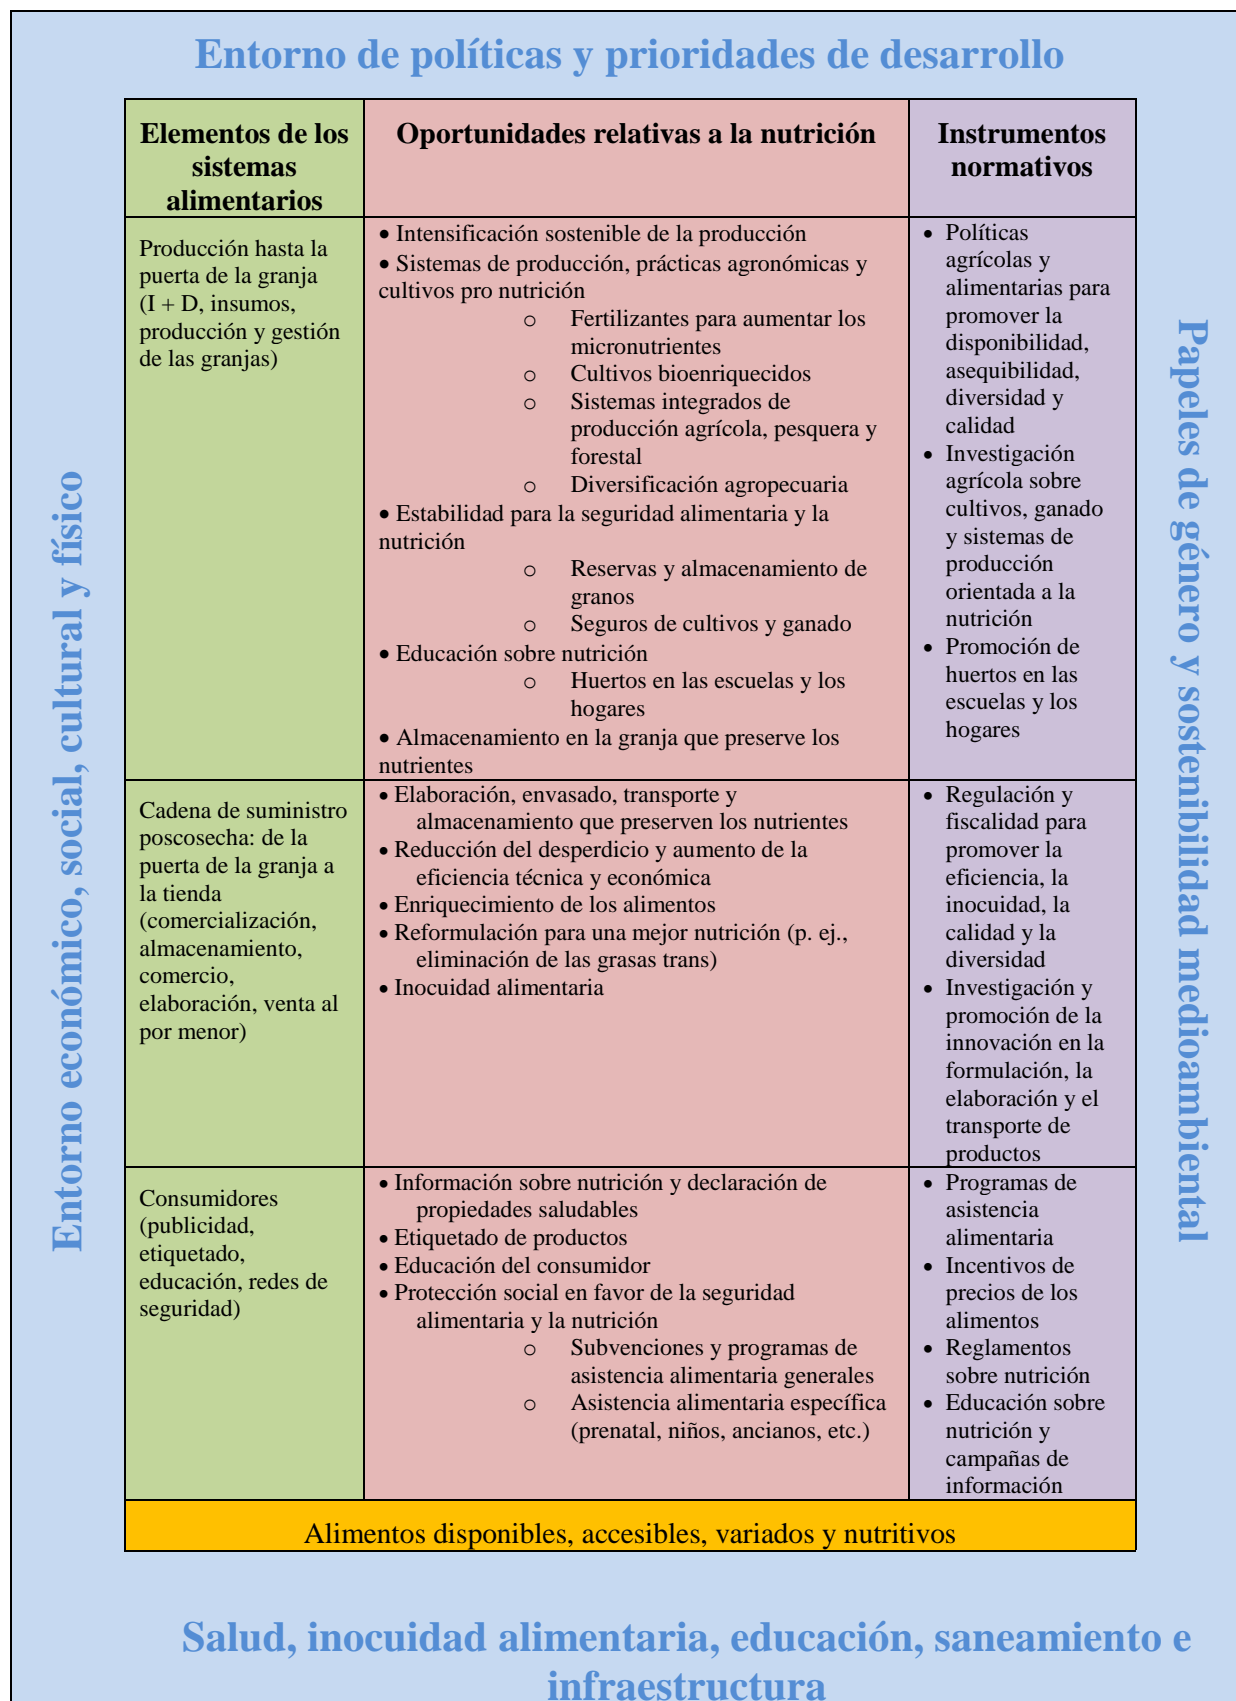 Entorno de políticas y prioridades de desarrollo
Entorno económico, social, cultural y físico
Elementos de los
sistemas
alimentarios
Oportunidades relativas a la nutrición
Instrumentos
normativos
Producción hasta la
puerta de la granja
(I + D, insumos,
producción y gestión
de las granjas)
• Intensificación sostenible de la producción
• Sistemas de producción, prácticas agronómicas y
cultivos pro nutrición
o Fertilizantes para aumentar los
micronutrientes
o Cultivos bioenriquecidos
o Sistemas integrados de
producción agrícola, pesquera y
forestal
o Diversificación agropecuaria
• Estabilidad para la seguridad alimentaria y la
nutrición
o Reservas y almacenamiento de
granos
o Seguros de cultivos y ganado
• Educación sobre nutrición
o Huertos en las escuelas y los
hogares
• Almacenamiento en la granja que preserve los
nutrientes
• Políticas
agrícolas y
alimentarias para
promover la
disponibilidad,
asequibilidad,
diversidad y
calidad
• Investigación
agrícola sobre
cultivos, ganado
y sistemas de
producción
orientada a la
nutrición
• Promoción de
huertos en las
escuelas y los
hogares
Cadena de suministro
poscosecha: de la
puerta de la granja a
la tienda
(comercialización,
almacenamiento,
comercio,
elaboración, venta al
por menor)
• Elaboración, envasado, transporte y
almacenamiento que preserven los nutrientes
• Reducción del desperdicio y aumento de la
eficiencia técnica y económica
• Enriquecimiento de los alimentos
• Reformulación para una mejor nutrición (p. ej.,
eliminación de las grasas trans)
• Inocuidad alimentaria
• Regulación y
fiscalidad para
promover la
eficiencia, la
inocuidad, la
calidad y la
diversidad
• Investigación y
promoción de la
innovación en la
formulación, la
elaboración y el
transporte de
productos
Consumidores
(publicidad,
etiquetado,
educación, redes de
seguridad)
• Información sobre nutrición y declaración de
propiedades saludables
• Etiquetado de productos
• Educación del consumidor
• Protección social en favor de la seguridad
alimentaria y la nutrición
o Subvenciones y programas de
asistencia alimentaria generales
o Asistencia alimentaria específica
(prenatal, niños, ancianos, etc.)
• Programas de
asistencia
alimentaria
• Incentivos de
precios de los
alimentos
• Reglamentos
sobre nutrición
• Educación sobre
nutrición y
campañas de
información
Alimentos disponibles, accesibles, variados y nutritivos
Papeles de género y sostenibilidad medioambiental
Salud, inocuidad alimentaria, educación, saneamiento e
infraestructura